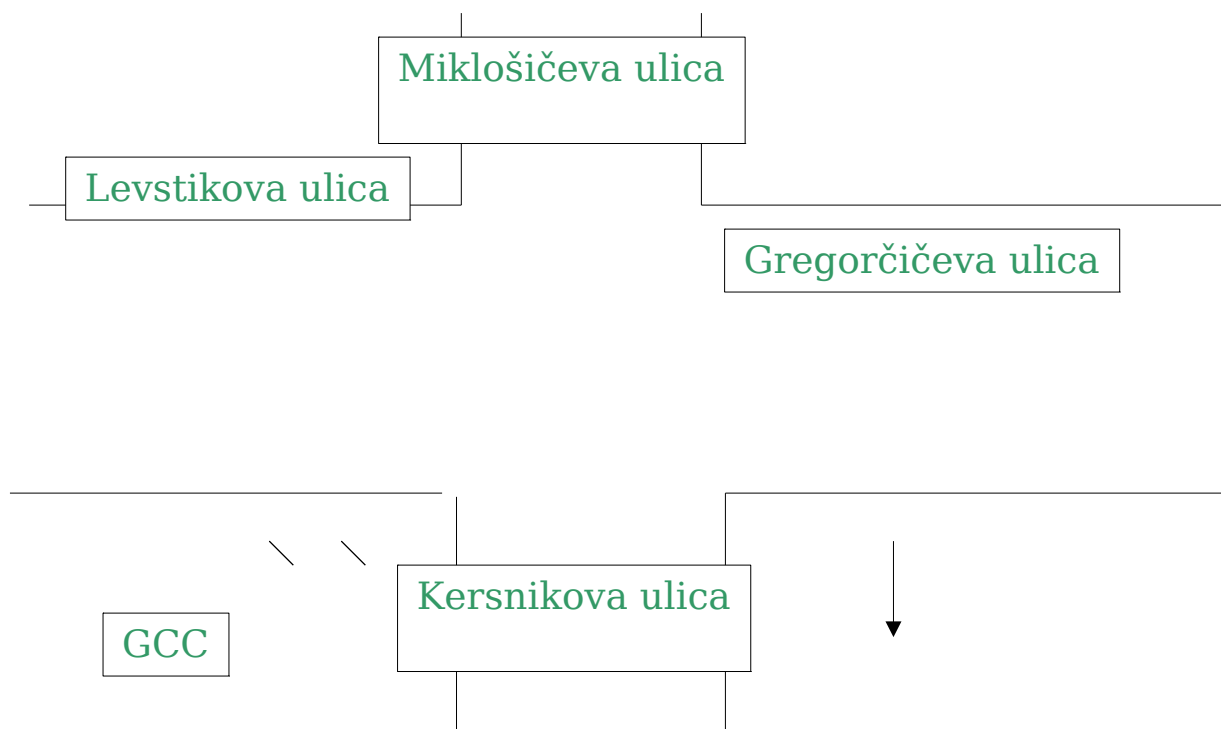 Miklošičeva ulica
Levstikova ulica
Gregorčičeva ulica
Kersnikova ulica
GCC